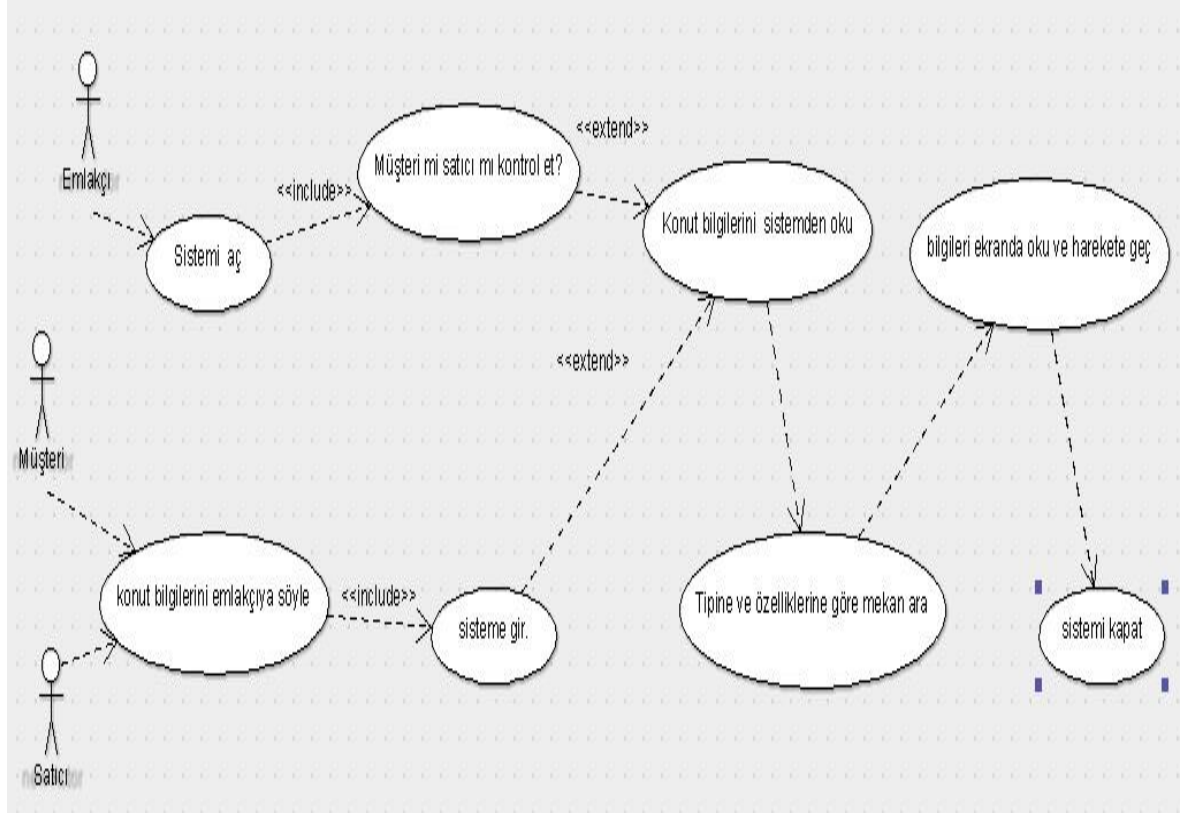 Emlakçı
Sistemi aç
<<include>>
Müşteri mi satıcı mı kontrol et?
<<extend>>
Konut bilgilerini sistemden oku
bilgileri ekranda oku ve harekete geç
<<extend>>
Müşteri
konut bilgilerini emlakçıya söyle
<<include>>
sisteme gir.
Tipine ve özelliklerine göre mekan ara
sistemi kapat
Satıcı